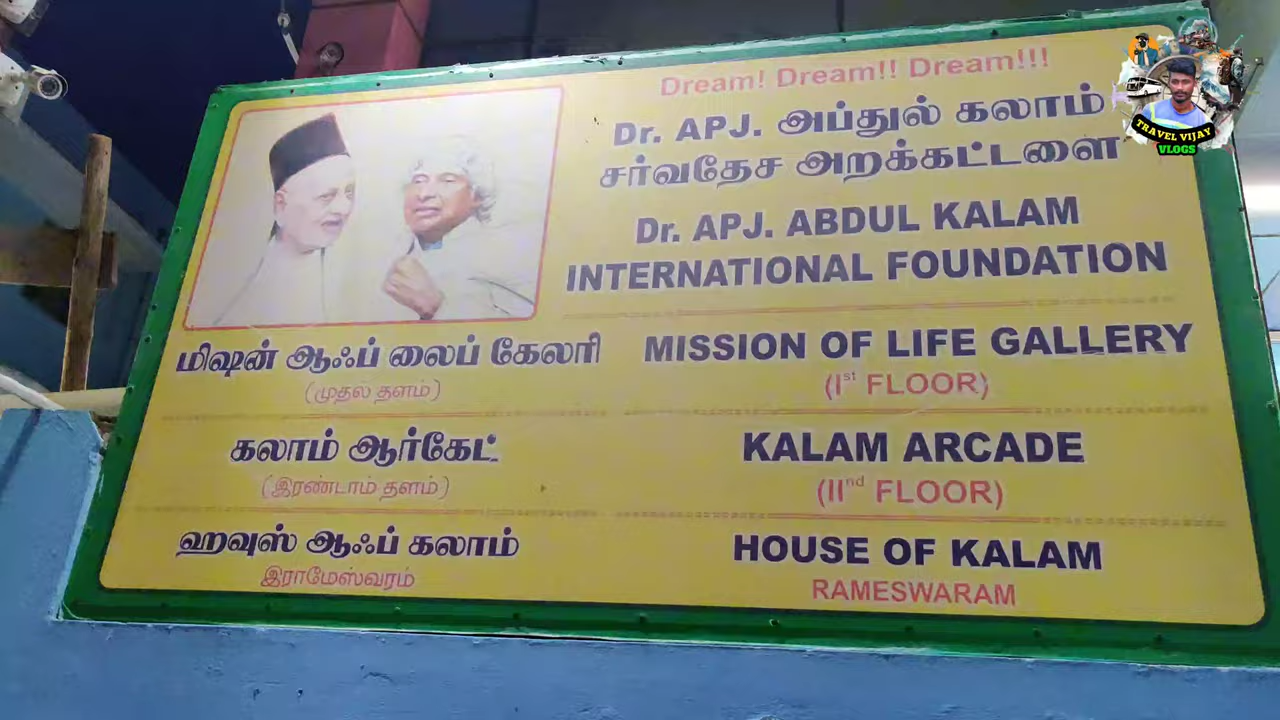 Dream! Dream!! Dream!!!
Dr. APJ. அப்துல் கலாம்
சர்வதேச அறக்கட்டளை
Dr. APJ. ABDUL KALAM
INTERNATIONAL FOUNDATION
மிஷன் ஆஃப் லைப் கேலரி
(முதல் தளம்)
MISSION OF LIFE GALLERY
(Ist FLOOR)
கலாம் ஆர்கேட்
(இரண்டாம் தளம்)
KALAM ARCADE
(IInd FLOOR)
ஹவுஸ் ஆஃப் கலாம்
இராமேஸ்வரம்
HOUSE OF KALAM
RAMESWARAM
TRAVEL VIJAY
VLOGS